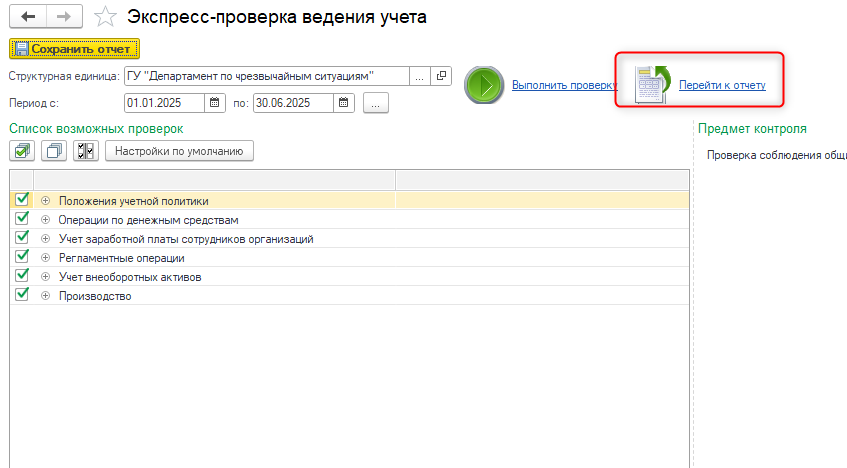 Экспресс-проверка ведения учета
Сохранить отчет
Структурная единица: ГУ "Департамент по чрезвычайным ситуациям" ... Выполнить проверку Перейти к отчету
Период с: 01.01.2025 по: 30.06.2025 ...
Список возможных проверок Предмет контроля
Настройки по умолчанию Проверка соблюдения общи
Положения учетной политики
Операции по денежным средствам
Учет заработной платы сотрудников организаций
Регламентные операции
Учет внеоборотных активов
Производство